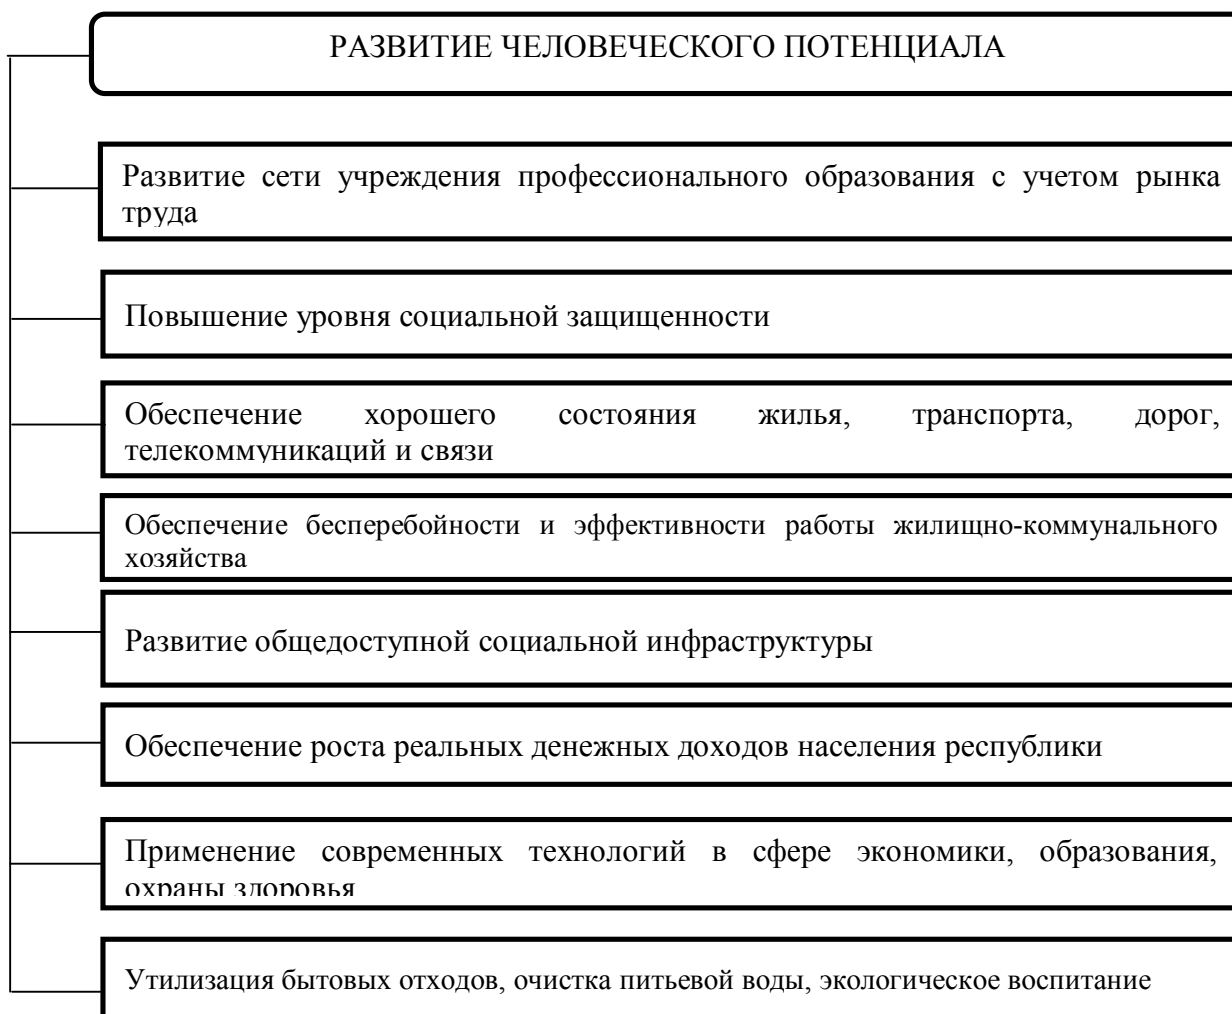 РАЗВИТИЕ ЧЕЛОВЕЧЕСКОГО ПОТЕНЦИАЛА
Развитие сети учреждения профессионального образования с учетом рынка
труда
Повышение уровня социальной защищенности
Обеспечение хорошего состояния жилья, транспорта, дорог,
телекоммуникаций и связи
Обеспечение бесперебойности и эффективности работы жилищно-коммунального
хозяйства
Развитие общедоступной социальной инфраструктуры
Обеспечение роста реальных денежных доходов населения республики
Применение современных технологий в сфере экономики, образования,
охраны здоровья
Утилизация бытовых отходов, очистка питьевой воды, экологическое воспитание